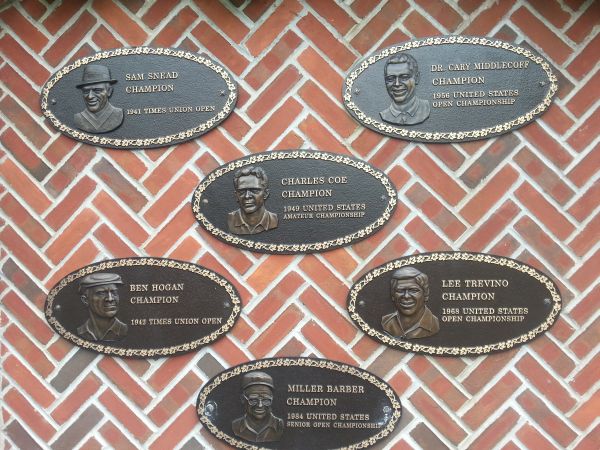 SAM SNEAD
CHAMPION
1941 TIMES UNION OPEN
DR. CARY MIDDLECOFF
CHAMPION
1956 UNITED STATES
OPEN CHAMPIONSHIP
CHARLES COE
CHAMPION
1949 UNITED STATES
AMATEUR CHAMPIONSHIP
BEN HOGAN
CHAMPION
1942 TIMES UNION OPEN
LEE TREVINO
CHAMPION
1968 UNITED STATES
OPEN CHAMPIONSHIP
MILLER BARBER
CHAMPION
1984 UNITED STATES
SENIOR OPEN CHAMPIONSHIP